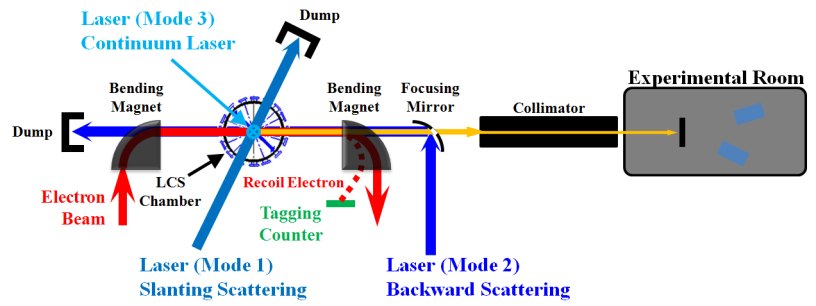 Laser (Mode 3)
Continuum Laser
Dump
Bending
Magnet
Bending
Magnet
Focusing
Mirror
Collimator
Experimental Room
Dump
LCS
Chamber
Recoil Electron
Electron
Beam
Tagging
Counter
Laser (Mode 1)
Slanting Scattering
Laser (Mode 2)
Backward Scattering